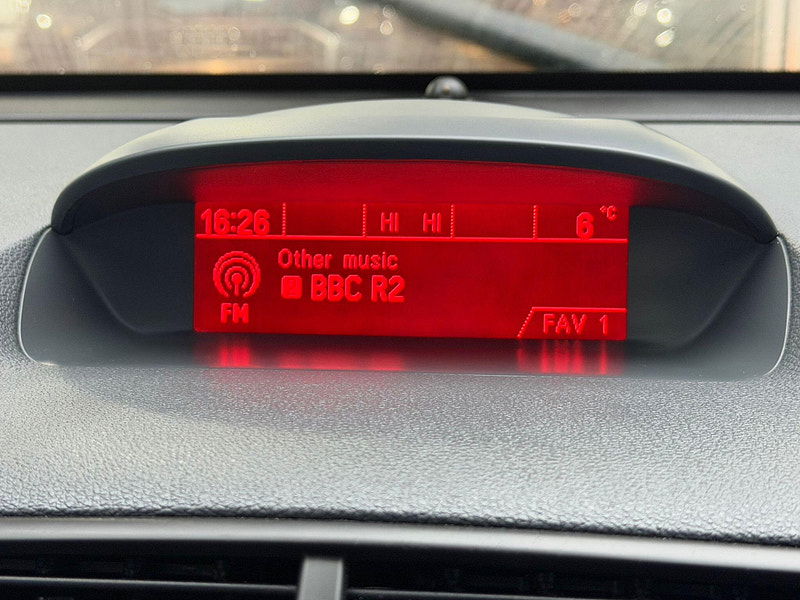 16:26 HI HI 6 °C
Other music
BBC R2
FM
FAV 1